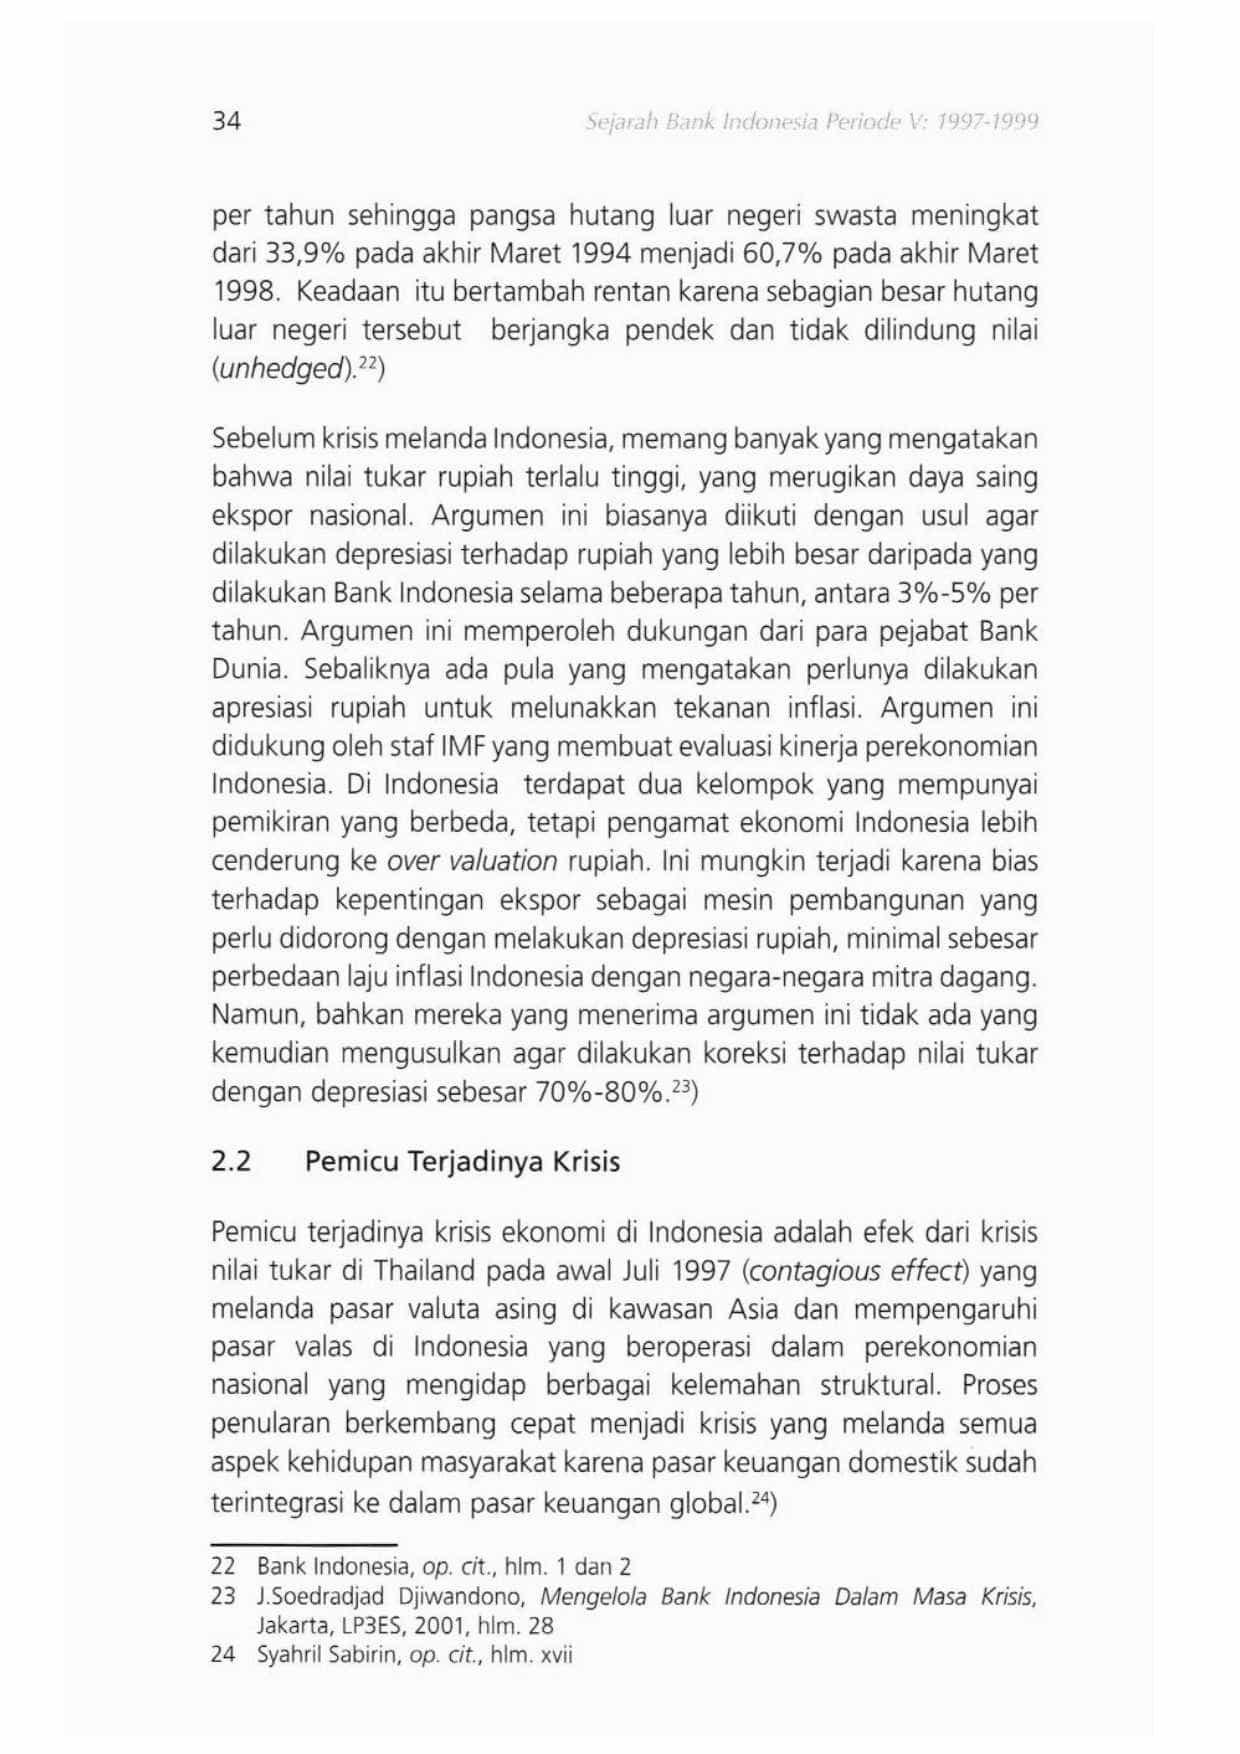 34
Sejarah Bank Indonesia Periode V: 1997-1999
per tahun sehingga pangsa hutang luar negeri swasta meningkat
dari 33,9% pada akhir Maret 1994 menjadi 60,7% pada akhir Maret
1998. Keadaan itu bertambah rentan karena sebagian besar hutang
luar negeri tersebut berjangka pendek dan tidak dilindung nilai
(unhedged).²²)
Sebelum krisis melanda Indonesia, memang banyak yang mengatakan
bahwa nilai tukar rupiah terlalu tinggi, yang merugikan daya saing
ekspor nasional. Argumen ini biasanya diikuti dengan usul agar
dilakukan depresiasi terhadap rupiah yang lebih besar daripada yang
dilakukan Bank Indonesia selama beberapa tahun, antara 3%-5% per
tahun. Argumen ini memperoleh dukungan dari para pejabat Bank
Dunia. Sebaliknya ada pula yang mengatakan perlunya dilakukan
apresiasi rupiah untuk melunakkan tekanan inflasi. Argumen ini
didukung oleh staf IMF yang membuat evaluasi kinerja perekonomian
Indonesia. Di Indonesia terdapat dua kelompok yang mempunyai
pemikiran yang berbeda, tetapi pengamat ekonomi Indonesia lebih
cenderung ke over valuation rupiah. Ini mungkin terjadi karena bias
terhadap kepentingan ekspor sebagai mesin pembangunan yang
perlu didorong dengan melakukan depresiasi rupiah, minimal sebesar
perbedaan laju inflasi Indonesia dengan negara-negara mitra dagang.
Namun, bahkan mereka yang menerima argumen ini tidak ada yang
kemudian mengusulkan agar dilakukan koreksi terhadap nilai tukar
dengan depresiasi sebesar 70%-80%.²³)
2.2 Pemicu Terjadinya Krisis
Pemicu terjadinya krisis ekonomi di Indonesia adalah efek dari krisis
nilai tukar di Thailand pada awal Juli 1997 (contagious effect) yang
melanda pasar valuta asing di kawasan Asia dan mempengaruhi
pasar valas di Indonesia yang beroperasi dalam perekonomian
nasional yang mengidap berbagai kelemahan struktural. Proses
penularan berkembang cepat menjadi krisis yang melanda semua
aspek kehidupan masyarakat karena pasar keuangan domestik sudah
terintegrasi ke dalam pasar keuangan global.²⁴)
22 Bank Indonesia, op. cit., hlm. 1 dan 2
23 J.Soedradjad Djiwandono, Mengelola Bank Indonesia Dalam Masa Krisis,
Jakarta, LP3ES, 2001, hlm. 28
24 Syahril Sabirin, op. cit., hlm. xvii